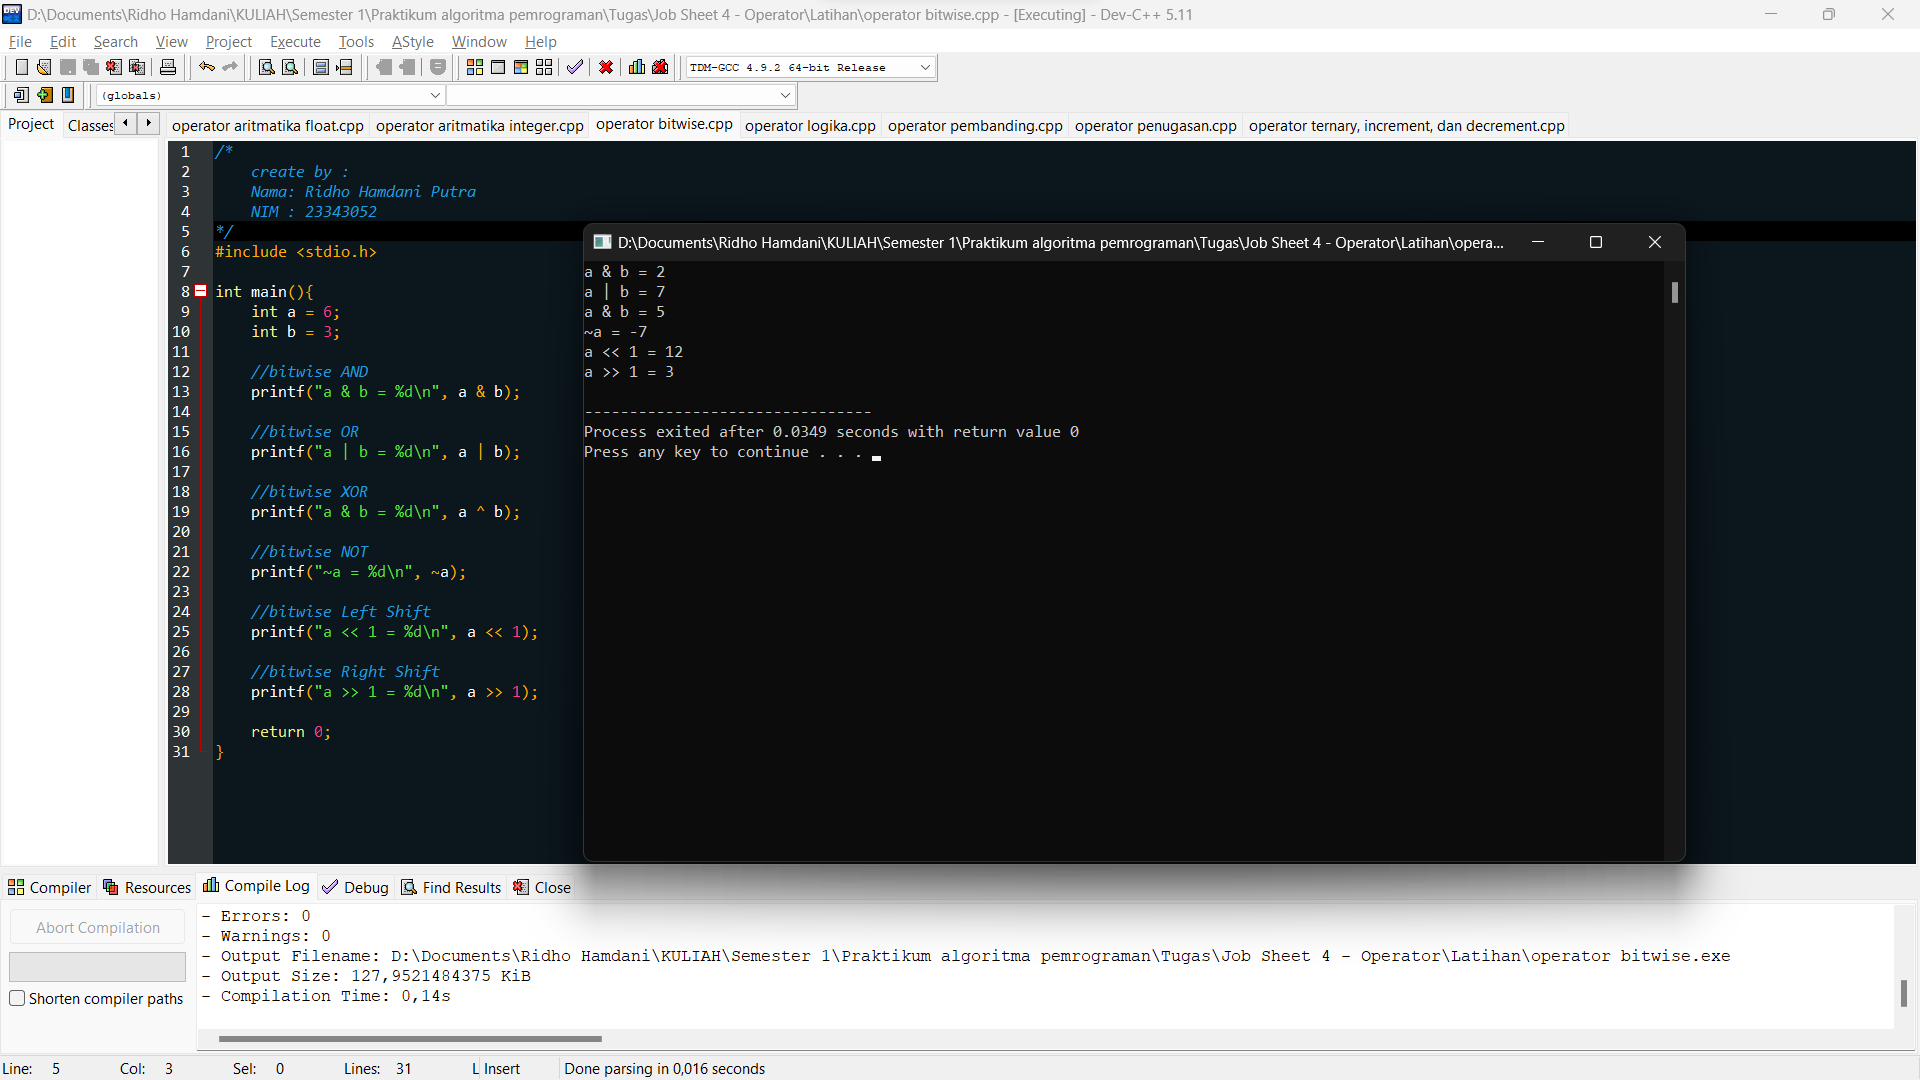 D:\Documents\Ridho Hamdani\KULIAH\Semester 1\Praktikum algoritma pemrograman\Tugas\Job Sheet 4 - Operator\Latihan\operator bitwise.cpp - [Executing] - Dev-C++ 5.11
File Edit Search View Project Execute Tools AStyle Window Help
TDM-GCC 4.9.2 64-bit Release
(globals)
Project Classes operator aritmatika float.cpp operator aritmatika integer.cpp operator bitwise.cpp operator logika.cpp operator pembanding.cpp operator penugasan.cpp operator ternary, increment, dan decrement.cpp
1 /*
2 create by :
3 Nama: Ridho Hamdani Putra
4 NIM : 23343052
5 */
6 #include <stdio.h>
7
8 int main(){
9 int a = 6;
10 int b = 3;
11
12 //bitwise AND
13 printf("a & b = %d\n", a & b);
14
15 //bitwise OR
16 printf("a | b = %d\n", a | b);
17
18 //bitwise XOR
19 printf("a & b = %d\n", a ^ b);
20
21 //bitwise NOT
22 printf("~a = %d\n", ~a);
23
24 //bitwise Left Shift
25 printf("a << 1 = %d\n", a << 1);
26
27 //bitwise Right Shift
28 printf("a >> 1 = %d\n", a >> 1);
29
30 return 0;
31 }
D:\Documents\Ridho Hamdani\KULIAH\Semester 1\Praktikum algoritma pemrograman\Tugas\Job Sheet 4 - Operator\Latihan\opera...
a & b = 2
a | b = 7
a & b = 5
~a = -7
a << 1 = 12
a >> 1 = 3
--------------------------------
Process exited after 0.0349 seconds with return value 0
Press any key to continue . . .
Compiler Resources Compile Log Debug Find Results Close
Abort Compilation
Shorten compiler paths
- Errors: 0
- Warnings: 0
- Output Filename: D:\Documents\Ridho Hamdani\KULIAH\Semester 1\Praktikum algoritma pemrograman\Tugas\Job Sheet 4 - Operator\Latihan\operator bitwise.exe
- Output Size: 127,9521484375 KiB
- Compilation Time: 0,14s
Line: 5 Col: 3 Sel: 0 Lines: 31 L Insert Done parsing in 0,016 seconds